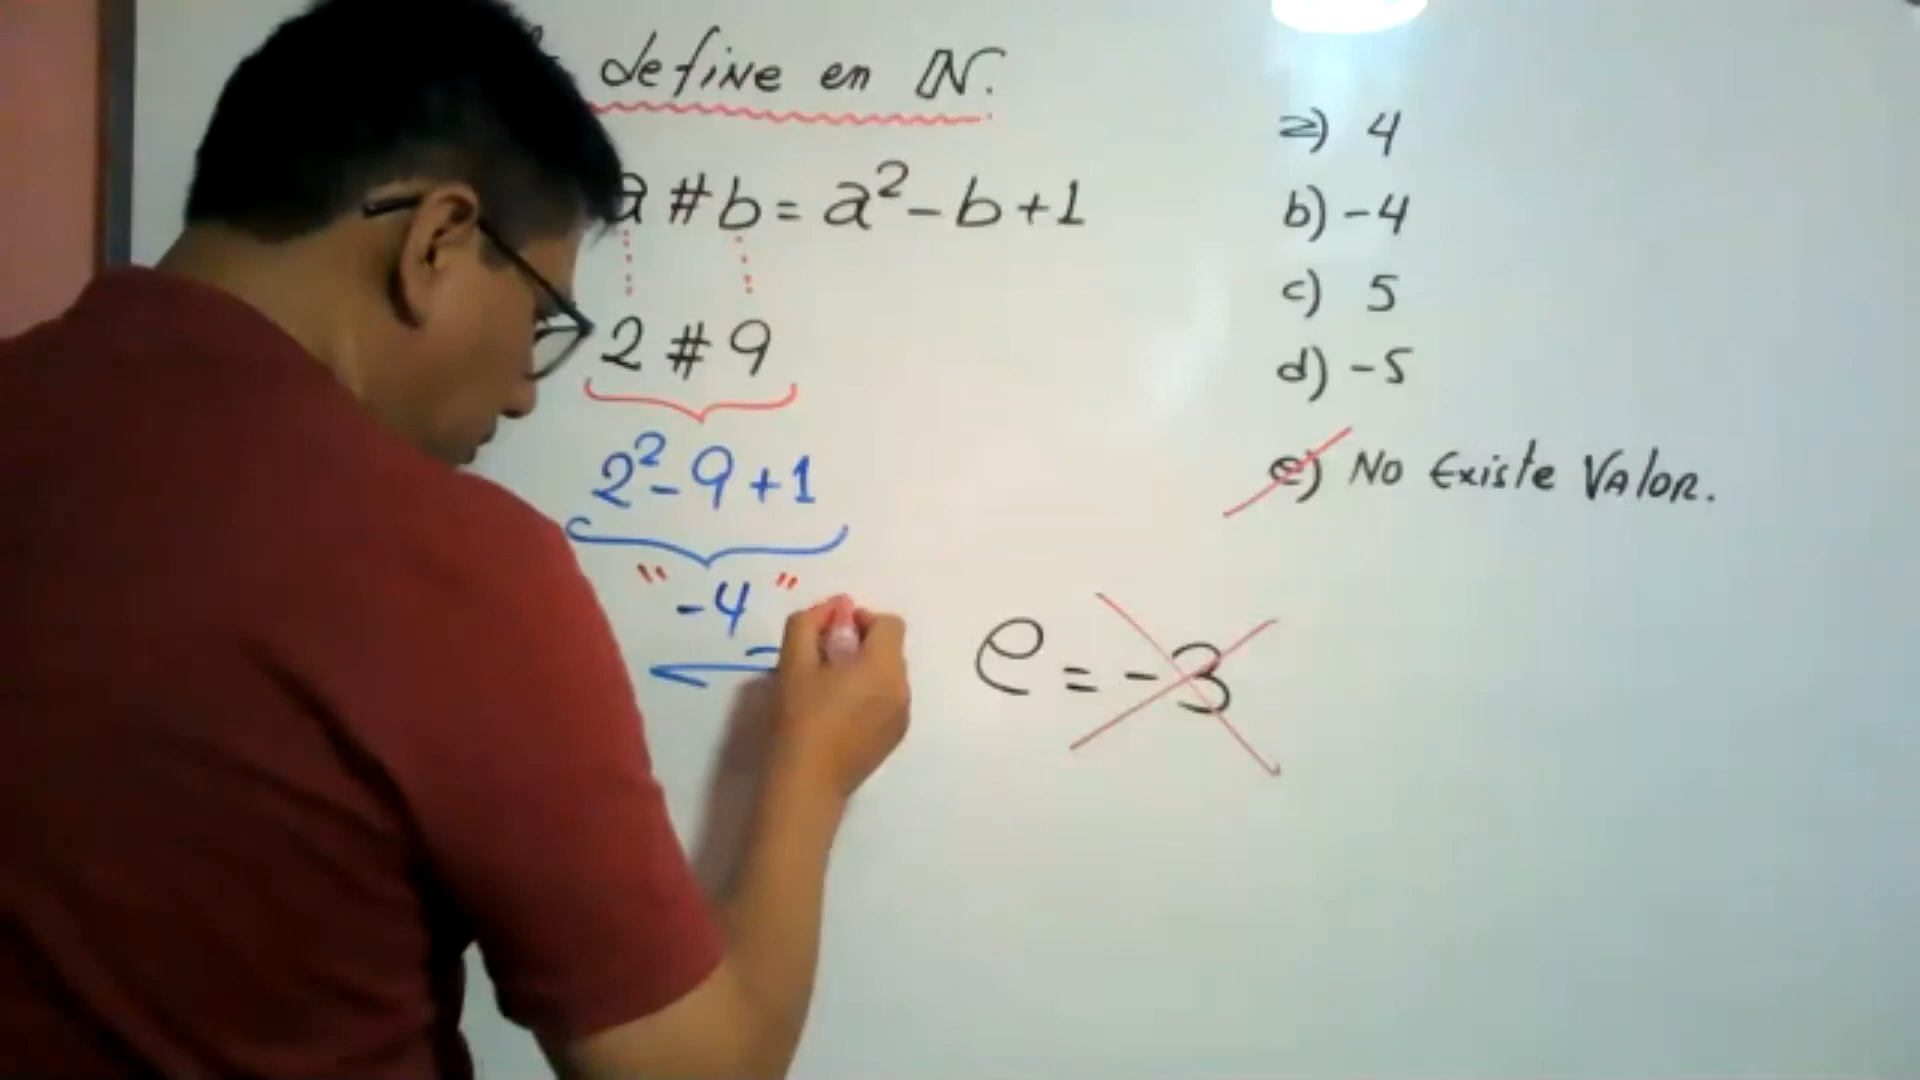 define en ℕ.
a # b = a² - b + 1
2 # 9
2² - 9 + 1
" -4 "
a) 4
b) -4
c) 5
d) -5
e) No Existe Valor.
e = -3